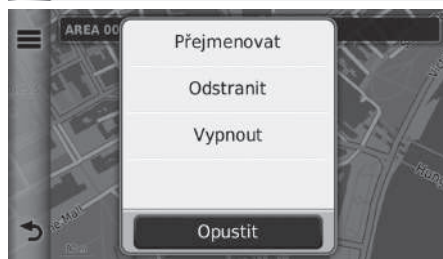 AREA 00
Přejmenovat
Odstranit
Vypnout
Opustit